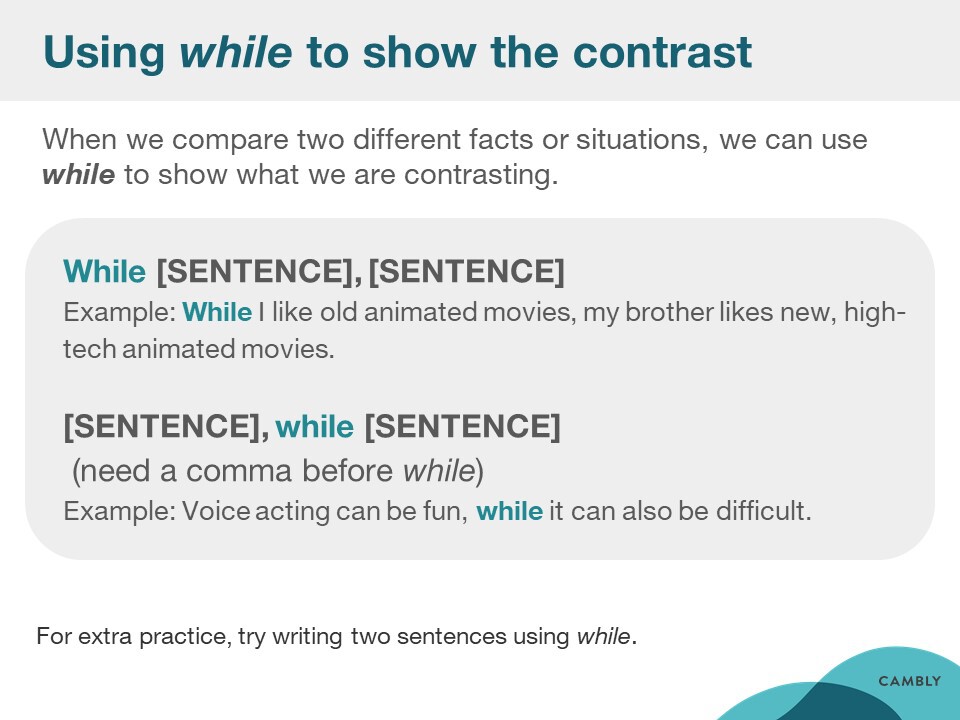 Using while to show the contrast
When we compare two different facts or situations, we can use
while to show what we are contrasting.
While [SENTENCE], [SENTENCE]
Example: While I like old animated movies, my brother likes new, high-
tech animated movies.
[SENTENCE], while [SENTENCE]
(need a comma before while)
Example: Voice acting can be fun, while it can also be difficult.
For extra practice, try writing two sentences using while.
CAMBLY